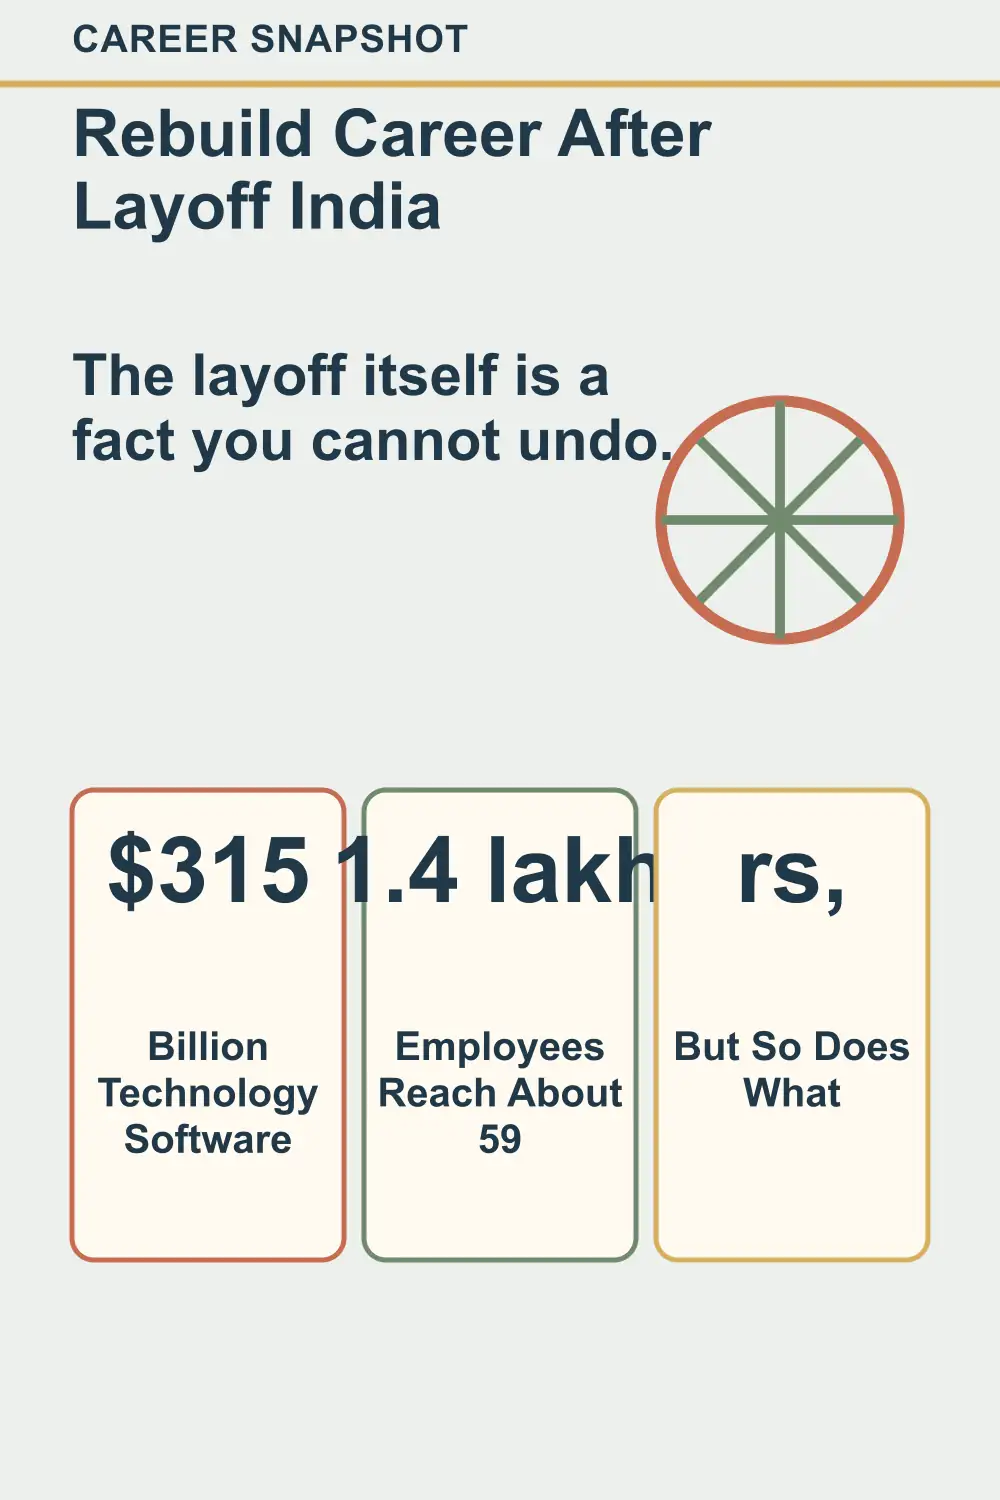 CAREER SNAPSHOT
Rebuild Career After
Layoff India
The layoff itself is a
fact you cannot undo.
$315
Billion
Technology
Software
1.4 lakh
Employees
Reach About
59
rs,
But So Does
What